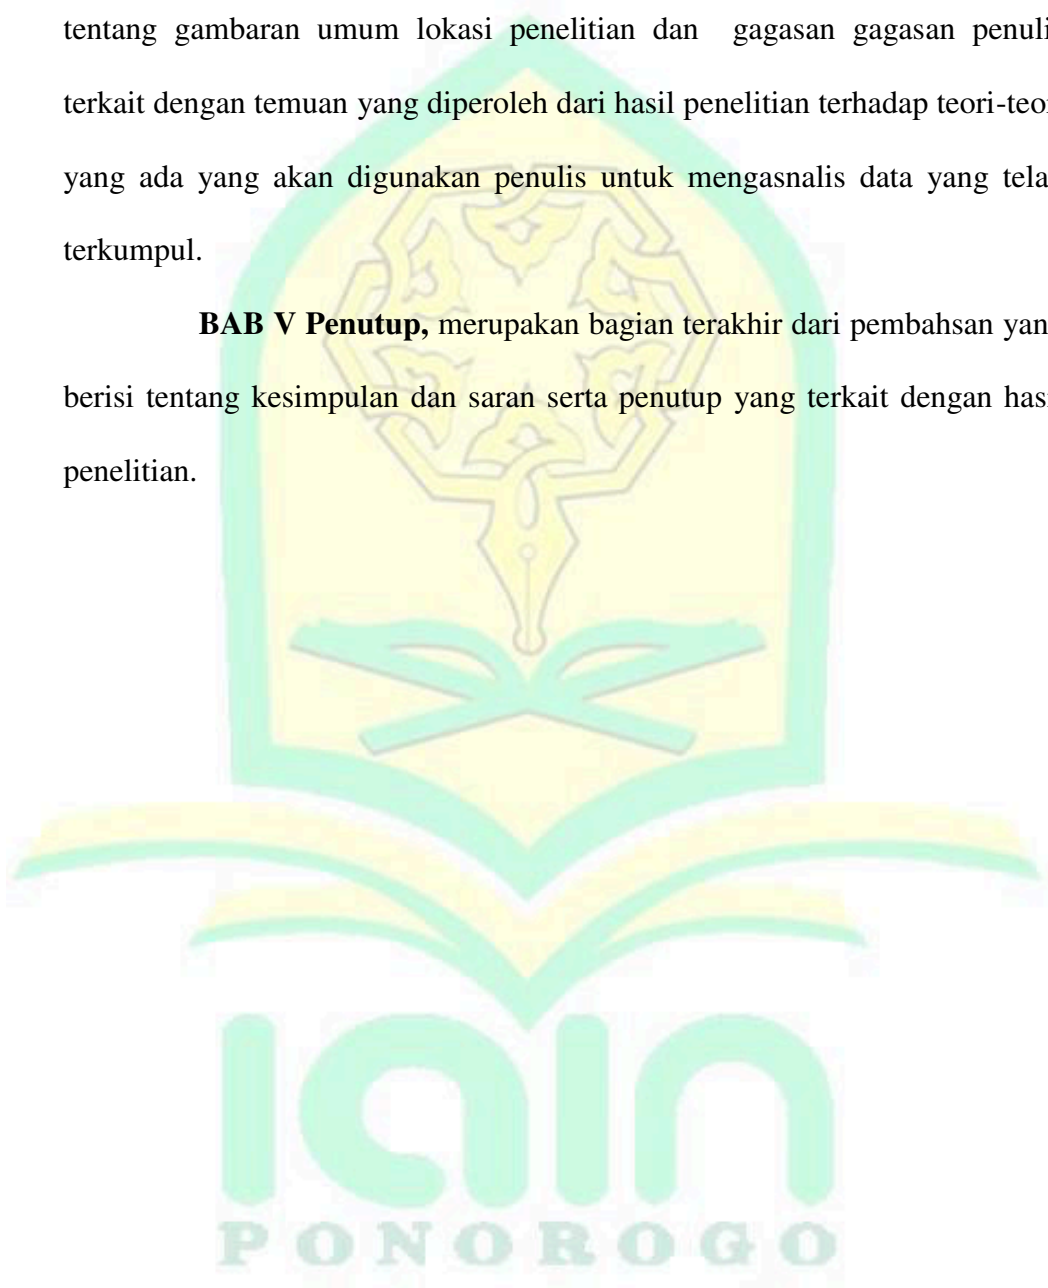 tentang gambaran umum lokasi penelitian dan gagasan gagasan penuli
terkait dengan temuan yang diperoleh dari hasil penelitian terhadap teori-teor
yang ada yang akan digunakan penulis untuk mengasnalis data yang tela
terkumpul.
BAB V Penutup, merupakan bagian terakhir dari pembahsan yan
berisi tentang kesimpulan dan saran serta penutup yang terkait dengan has
penelitian.
iain
PONOROGO